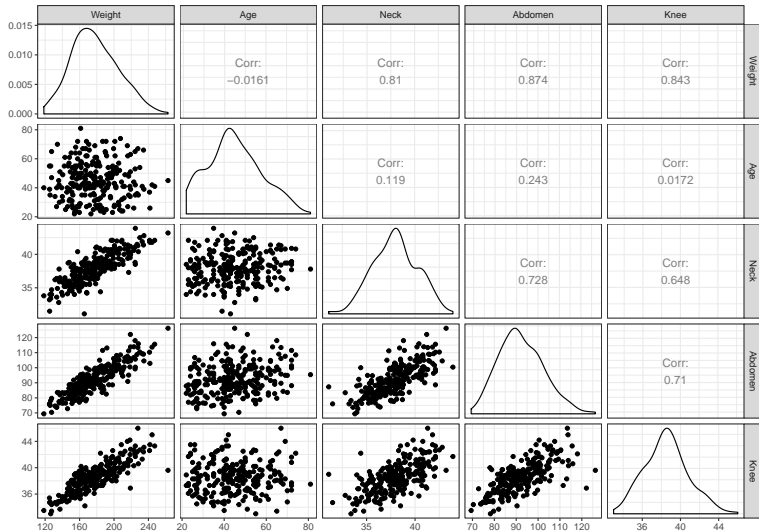 Weight Age Neck Abdomen Knee
0.015
0.010
0.005
0.000
Corr:
−0.0161
Corr:
0.81
Corr:
0.874
Corr:
0.843
Weight
80
60
40
20
Corr:
0.119
Corr:
0.243
Corr:
0.0172
Age
40
35
Corr:
0.728
Corr:
0.648
Neck
120
110
100
90
80
70
Corr:
0.71
Abdomen
44
40
36
Knee
120 160 200 240 20 40 60 80 35 40 70 80 90 100 110 120 36 40 44